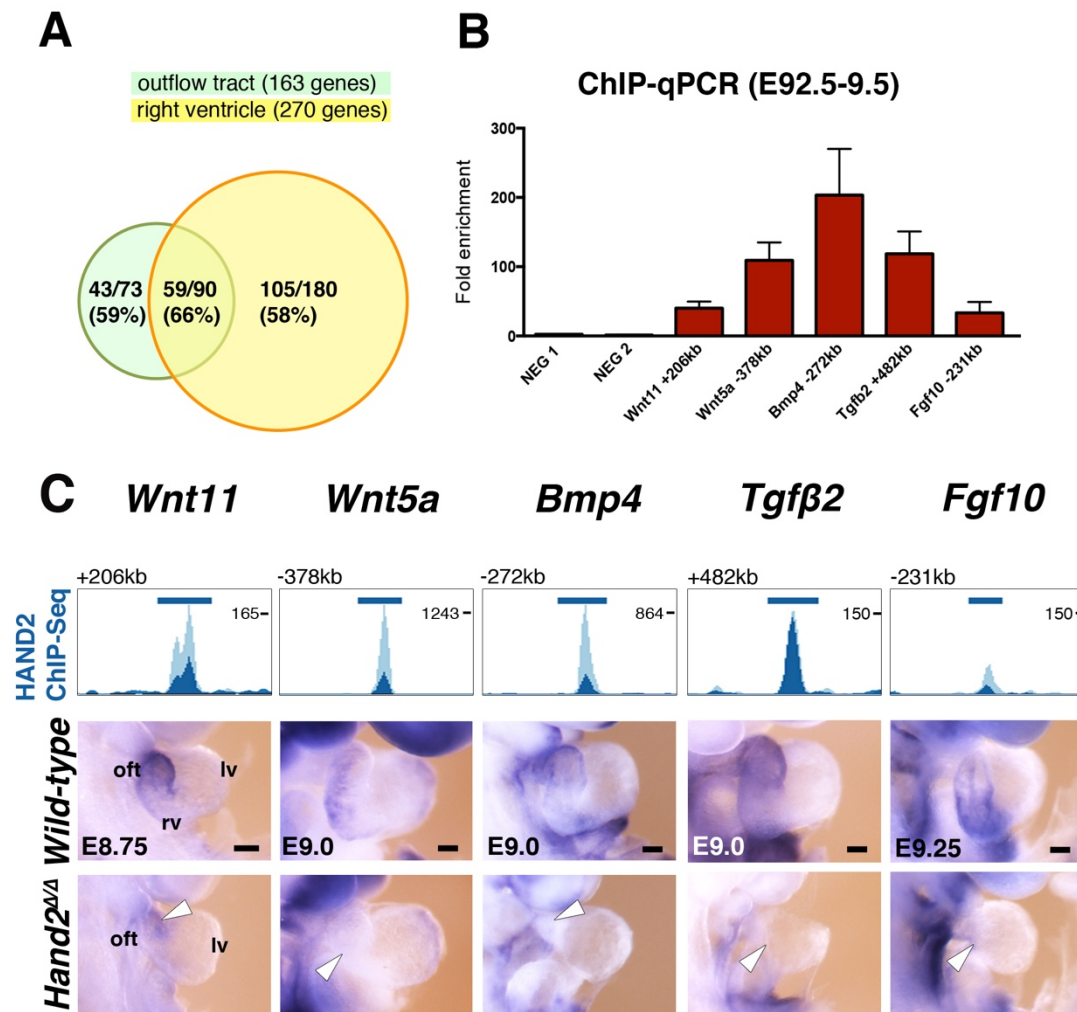 A
outflow tract (163 genes)
right ventricle (270 genes)
43/73
(59%)
59/90
(66%)
105/180
(58%)
B
ChIP-qPCR (E92.5-9.5)
Fold enrichment
300
200
100
0
NEG 1
NEG 2
Wnt11 +206kb
Wnt5a -378kb
Bmp4 -272kb
Tgfb2 +482kb
Fgf10 -231kb
C
Wnt11
Wnt5a
Bmp4
Tgfβ2
Fgf10
HAND2
ChIP-Seq
+206kb
165
-378kb
1243
-272kb
864
+482kb
150
-231kb
150
Wild-type
oft
lv
rv
E8.75
E9.0
E9.0
E9.0
E9.25
Hand2Δ/Δ
oft
lv